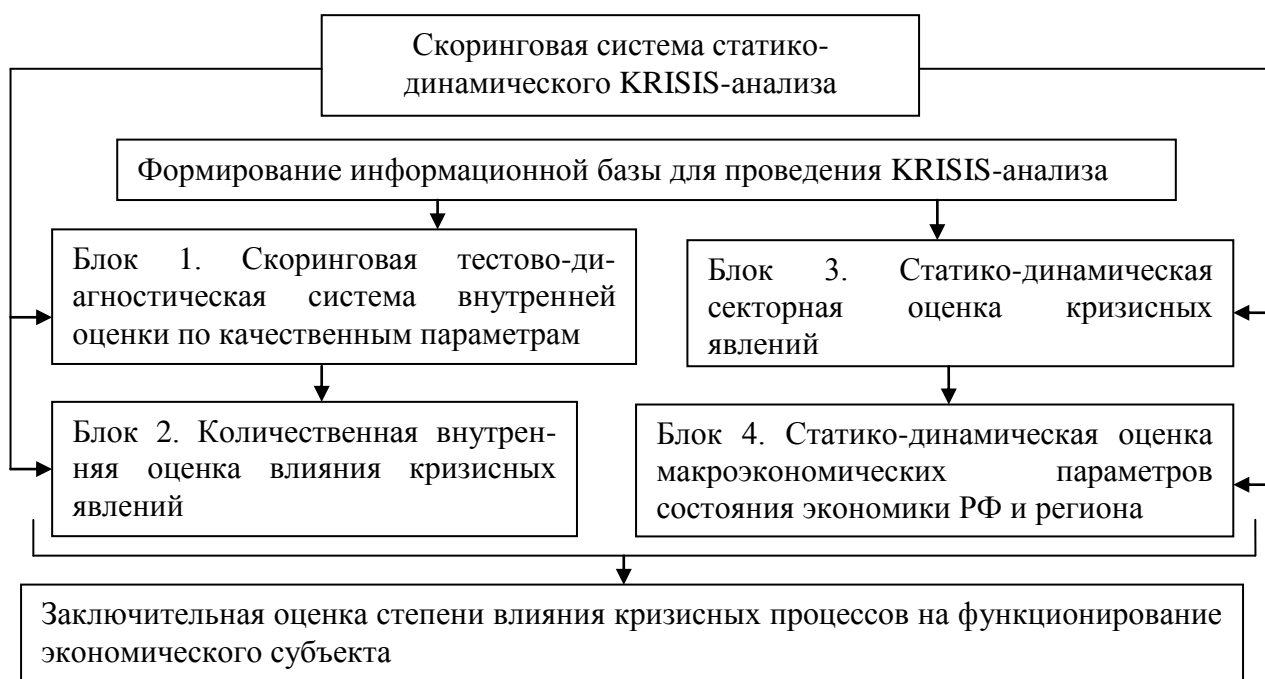 Скоринговая система статико-
динамического KRISIS-анализа
Формирование информационной базы для проведения KRISIS-анализа
Блок 1. Скоринговая тестово-ди-
агностическая система внутренней
оценки по качественным параметрам
Блок 3. Статико-динамическая
секторная оценка кризисных
явлений
Блок 2. Количественная внутрен-
няя оценка влияния кризисных
явлений
Блок 4. Статико-динамическая оценка
макроэкономических параметров
состояния экономики РФ и региона
Заключительная оценка степени влияния кризисных процессов на функционирование
экономического субъекта